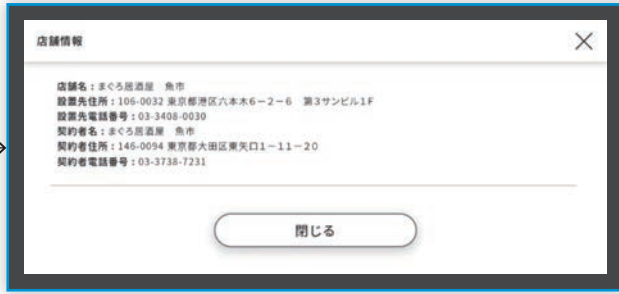 店舗情報
店舗名：まぐろ居酒屋　魚市
設置先住所：106-0032 東京都港区六本木6－2－6　第3サンビル1F
設置先電話番号：03-3408-0030
契約者名：まぐろ居酒屋　魚市
契約者住所：146-0094 東京都大田区東矢口1－11－20
契約者電話番号：03-3738-7231
閉じる